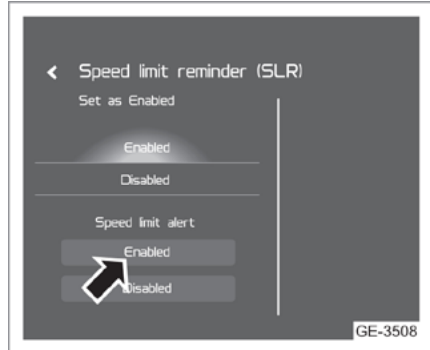 Speed limit reminder (SLR)
Set as Enabled
Enabled
Disabled
Speed limit alert
Enabled
Disabled
GE-3508